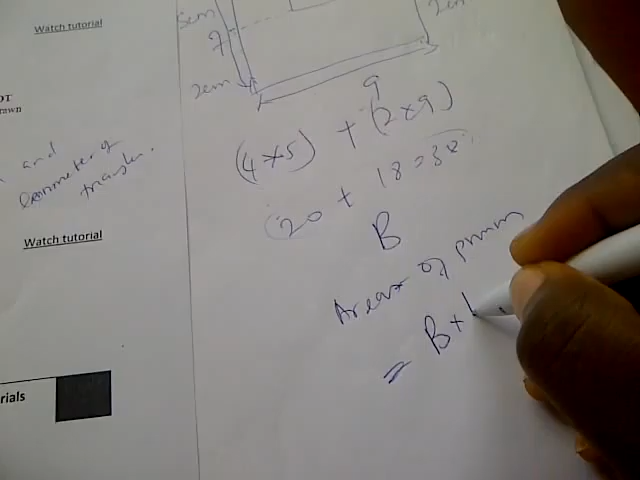 Watch tutorial
5cm
7
2cm
2cm
9
OT
rawn
and
perimeter of
(4×5) + (2×9)
20 + 18 = 38
B
Watch tutorial
Area of prism
= B ×
rials